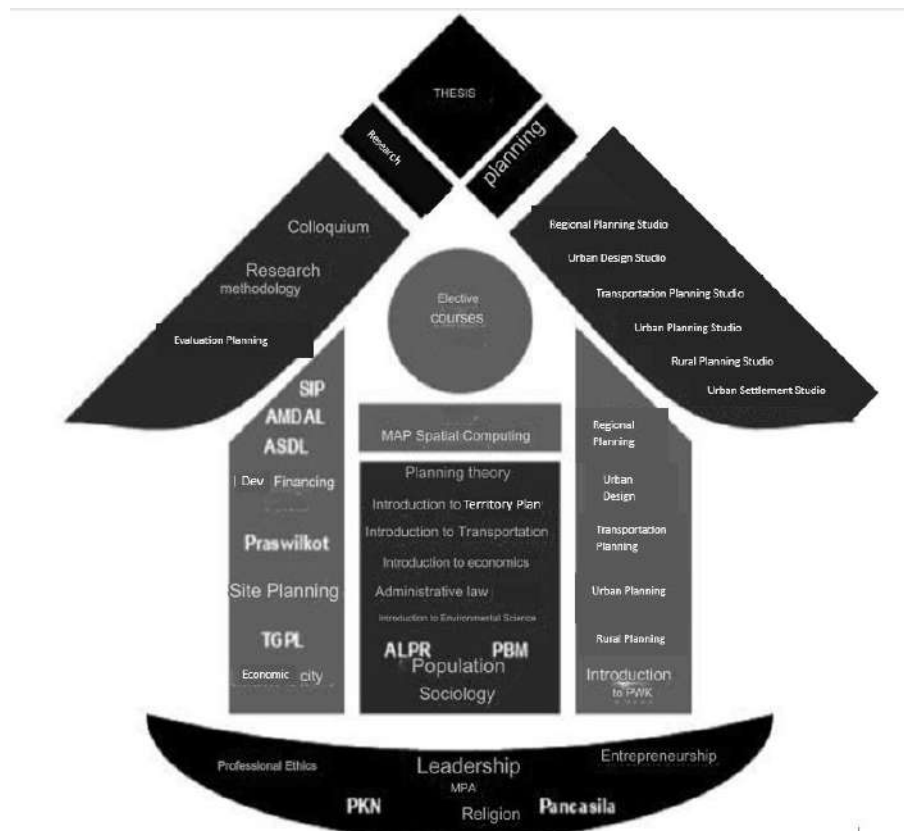 THESIS
Research
planning
Colloquium
Research
methodology
Evaluation Planning
Regional Planning Studio
Urban Design Studio
Transportation Planning Studio
Urban Planning Studio
Rural Planning Studio
Urban Settlement Studio
Elective
courses
SIP
AMDAL
ASDL
I Dev Financing
Praswilkot
Site Planning
TGPL
Economic city
MAP Spatial Computing
Planning theory
Introduction to Territory Plan
Introduction to Transportation
Introduction to economics
Administrative law
Introduction to Environmental Science
ALPR PBM
Population
Sociology
Regional
Planning
Urban
Design
Transportation
Planning
Urban Planning
Rural Planning
Introduction
to PWK
Professional Ethics
Leadership
Entrepreneurship
MPA
PKN
Religion
Pancasila